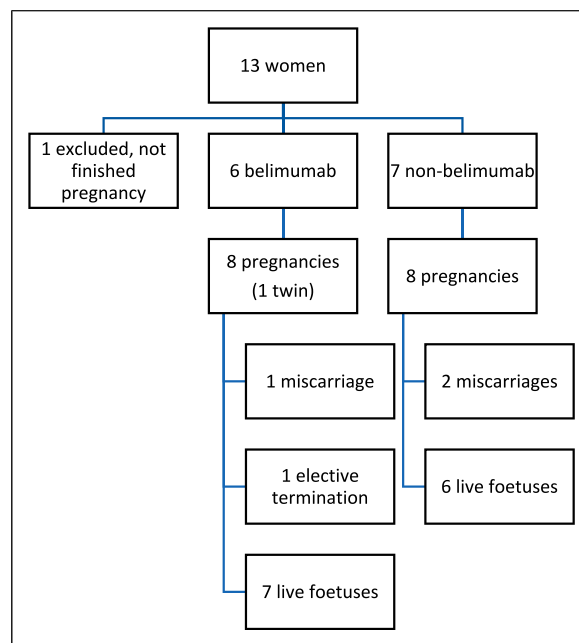 13 women
1 excluded, not
finished
pregnancy
6 belimumab
7 non-belimumab
8 pregnancies
(1 twin)
8 pregnancies
1 miscarriage
2 miscarriages
1 elective
termination
6 live foetuses
7 live foetuses